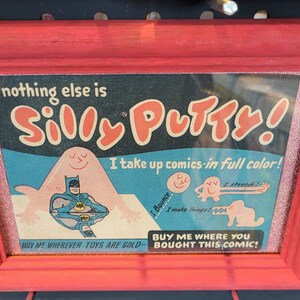 nothing else is
Silly Putty!
I take up comics-in full color!
I stretch!
I Bounce!
I make things!
BUY ME WHEREVER TOYS ARE SOLD-
BUY ME WHERE YOU
BOUGHT THIS COMIC!